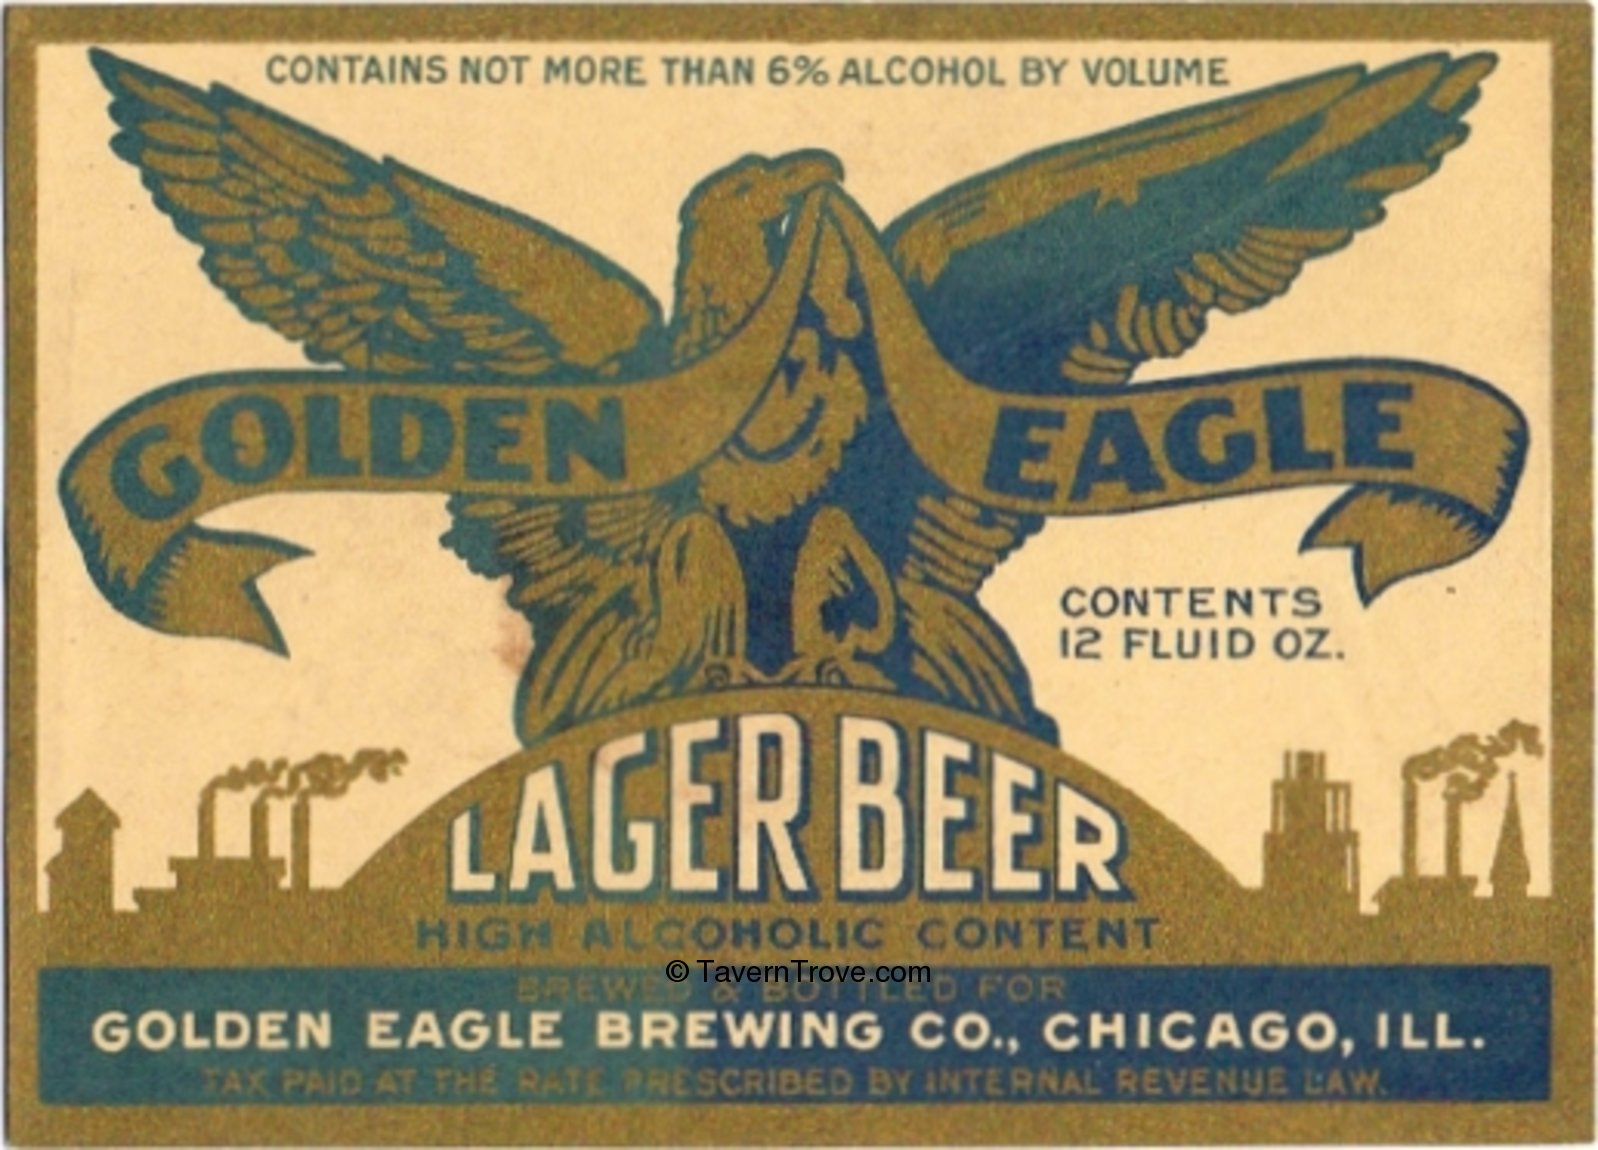 CONTAINS NOT MORE THAN 6% ALCOHOL BY VOLUME
GOLDEN EAGLE
CONTENTS
12 FLUID OZ.
LAGER BEER
HIGH ALCOHOLIC CONTENT
© TavernTrove.com
BREWED & BOTTLED FOR
GOLDEN EAGLE BREWING CO., CHICAGO, ILL.
TAX PAID AT THE RATE PRESCRIBED BY INTERNAL REVENUE LAW.